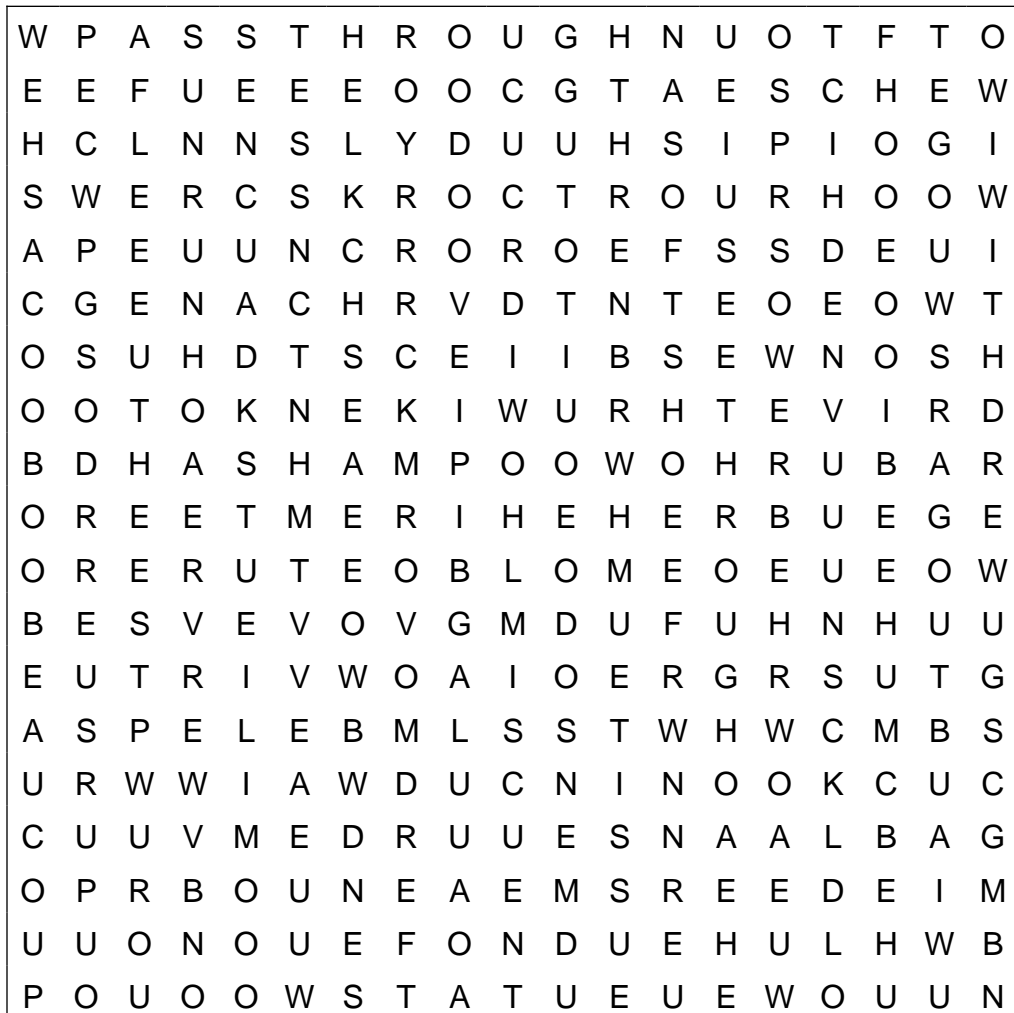 W P A S S T H R O U G H N U O T F T O
E E F U E E E O O C G T A E S C H E W
H C L N N S L Y D U U H S I P I O G I
S W E R C S K R O C T R O U R H O O W
A P E U U N C R O R O E F S S D E U I
C G E N A C H R V D T N T E O E O W T
O S U H D T S C E I I B S E W N O S H
O O T O K N E K I W U R H T E V I R D
B D H A S H A M P O O W O H R U B A R
O R E E T M E R I H E H E R B U E G E
O R E R U T E O B L O M E O E U E O W
B E S V E V O V G M D U F U H N H U U
E U T R I V W O A I O E R G R S U T G
A S P E L E B M L S S T W H W C M B S
U R W W I A W D U C N I N O O K C U C
C U U V M E D R U U E S N A A L B A G
O P R B O U N E A E M S R E E D E I M
U U O N O U E F O N D U E H U L H W B
P O U O O W S T A T U E U E W O U U N